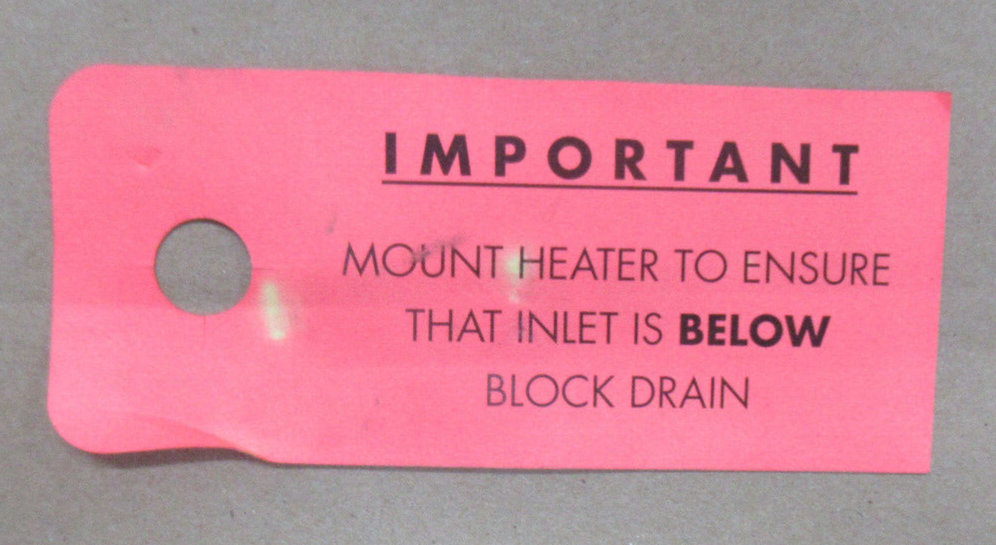 IMPORTANT
MOUNT HEATER TO ENSURE
THAT INLET IS BELOW
BLOCK DRAIN